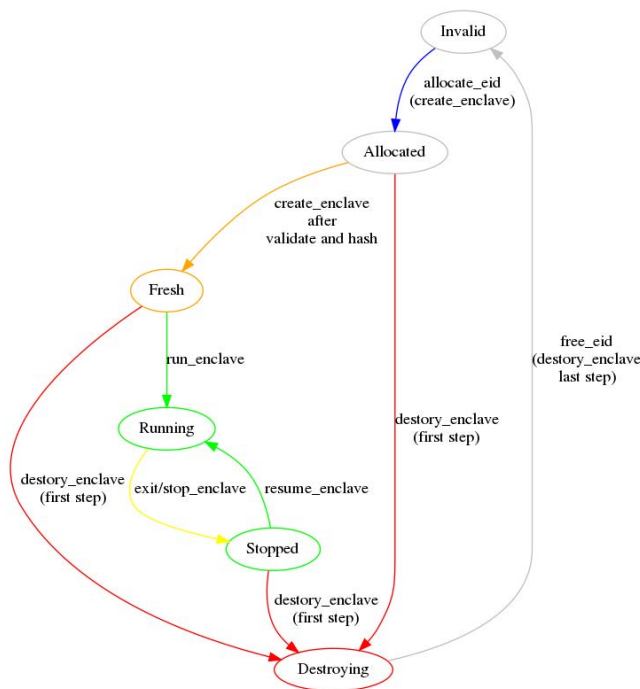 Invalid
allocate_eid
(create_enclave)
Allocated
create_enclave
after
validate and hash
Fresh
free_eid
(destory_enclave
last step)
run_enclave
Running
destory_enclave
(first step)
destory_enclave
(first step)
exit/stop_enclave
resume_enclave
Stopped
destory_enclave
(first step)
Destroying